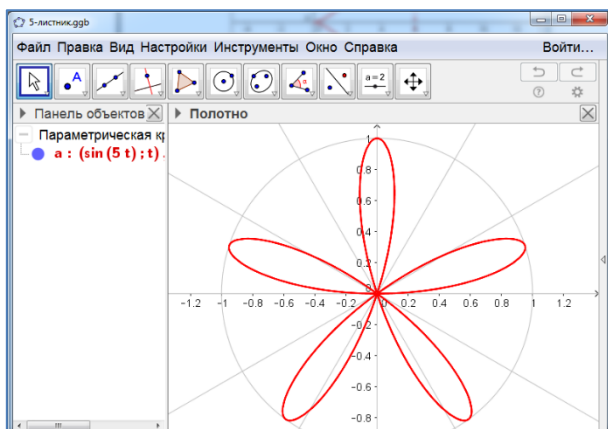 5-листник.ggb
Файл Правка Вид Настройки Инструменты Окно Справка Войти...
A a=2
Панель объектов Полотно
Параметрическая кр
a : (sin (5 t) ; t) .
1
0.8
0.6
0.4
0.2
0
-1.2 -1 -0.8 -0.6 -0.4 -0.2 0.2 0.4 0.6 0.8 1 1.2
-0.2
-0.4
-0.6
-0.8